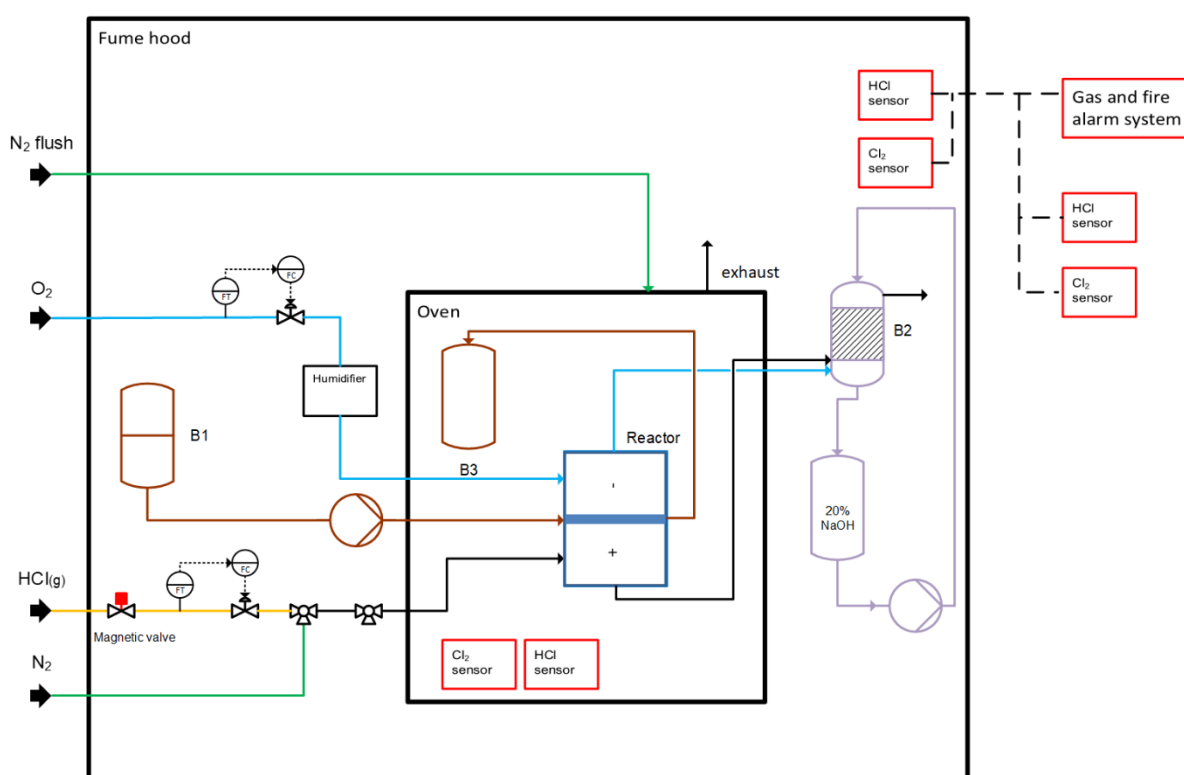 Fume hood
HCl
sensor
Gas and fire
alarm system
Cl₂
sensor
N₂ flush
HCl
sensor
FC
exhaust
Cl₂
sensor
O₂
FT
Oven
B2
Humidifier
B1
Reactor
B3
-
20%
NaOH
+
FC
HCl(g)
FT
Magnetic valve
N₂
Cl₂
sensor
HCl
sensor